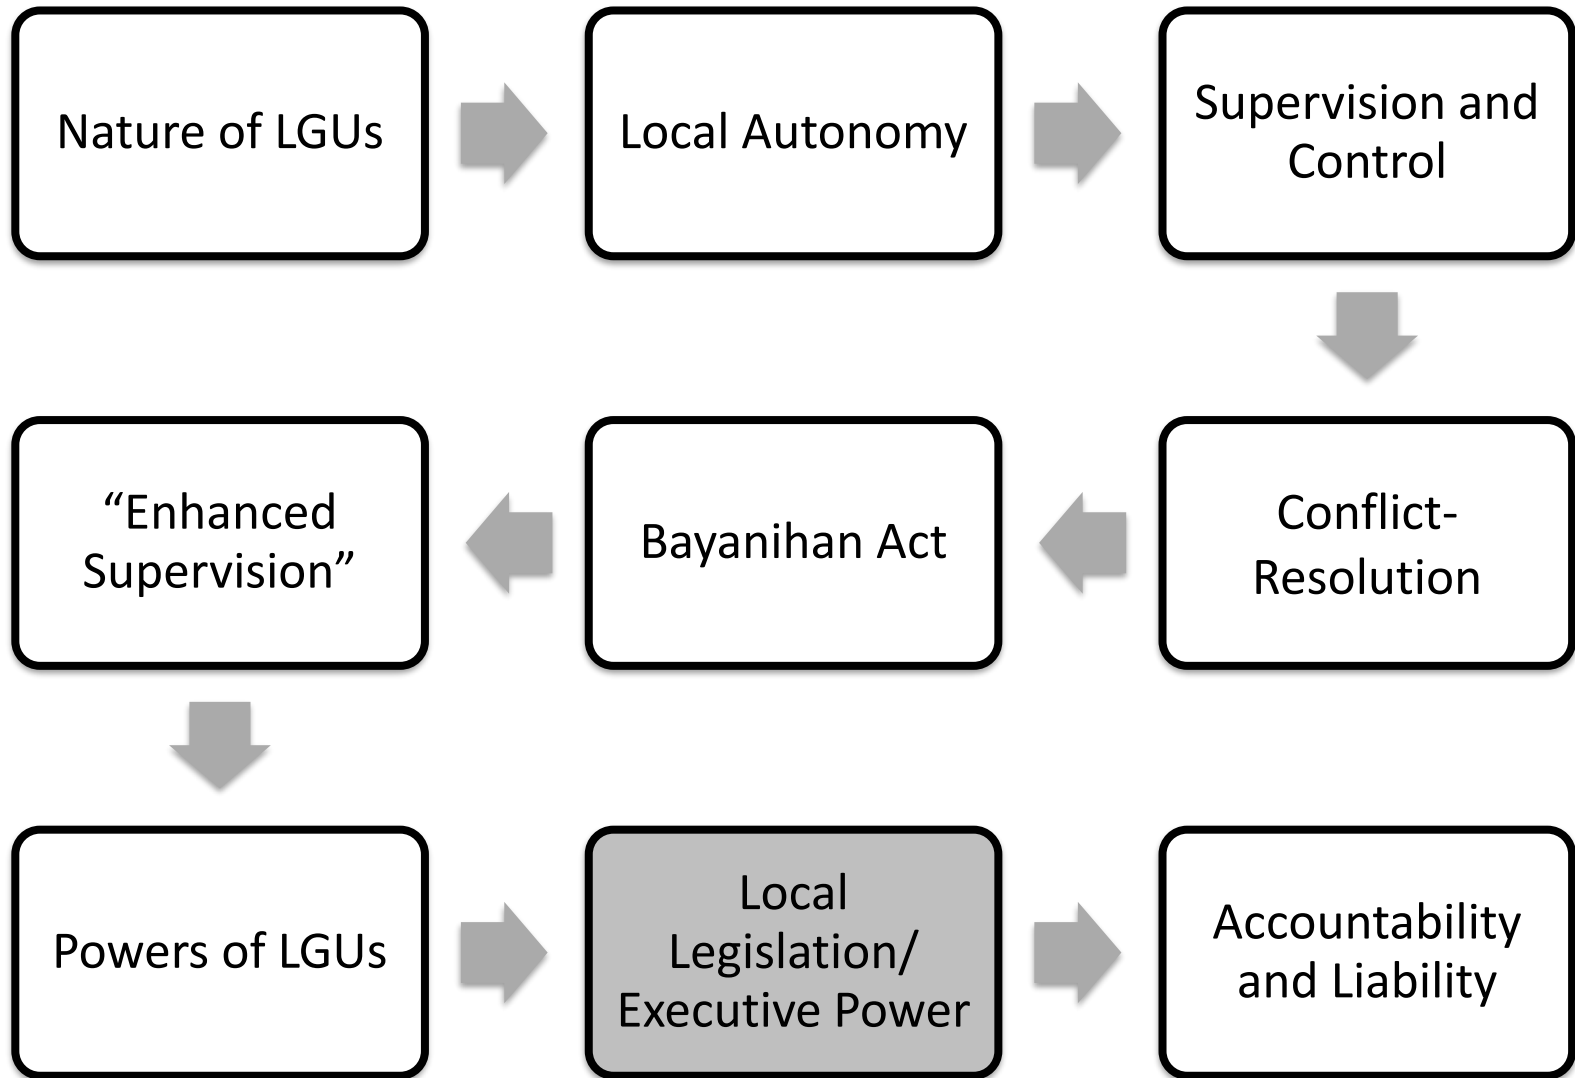 Nature of LGUs
Local Autonomy
Supervision and
Control
Conflict-
Resolution
Bayanihan Act
“Enhanced
Supervision”
Powers of LGUs
Local
Legislation/
Executive Power
Accountability
and Liability